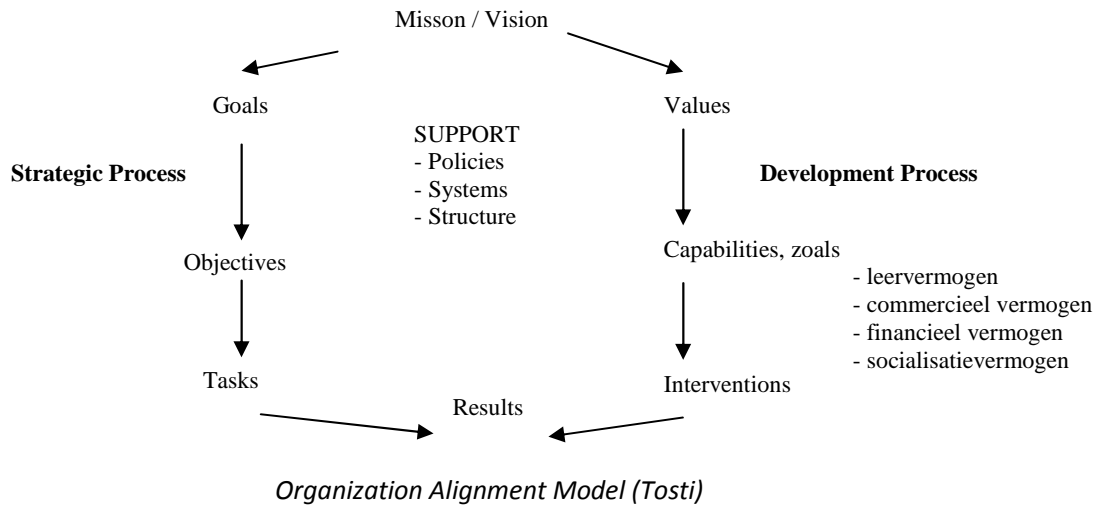 Misson / Vision
Goals
Values
SUPPORT
- Policies
- Systems
- Structure
Strategic Process
Development Process
Objectives
Capabilities, zoals
- leervermogen
- commercieel vermogen
- financieel vermogen
- socialisatievermogen
Tasks
Interventions
Results
Organization Alignment Model (Tosti)